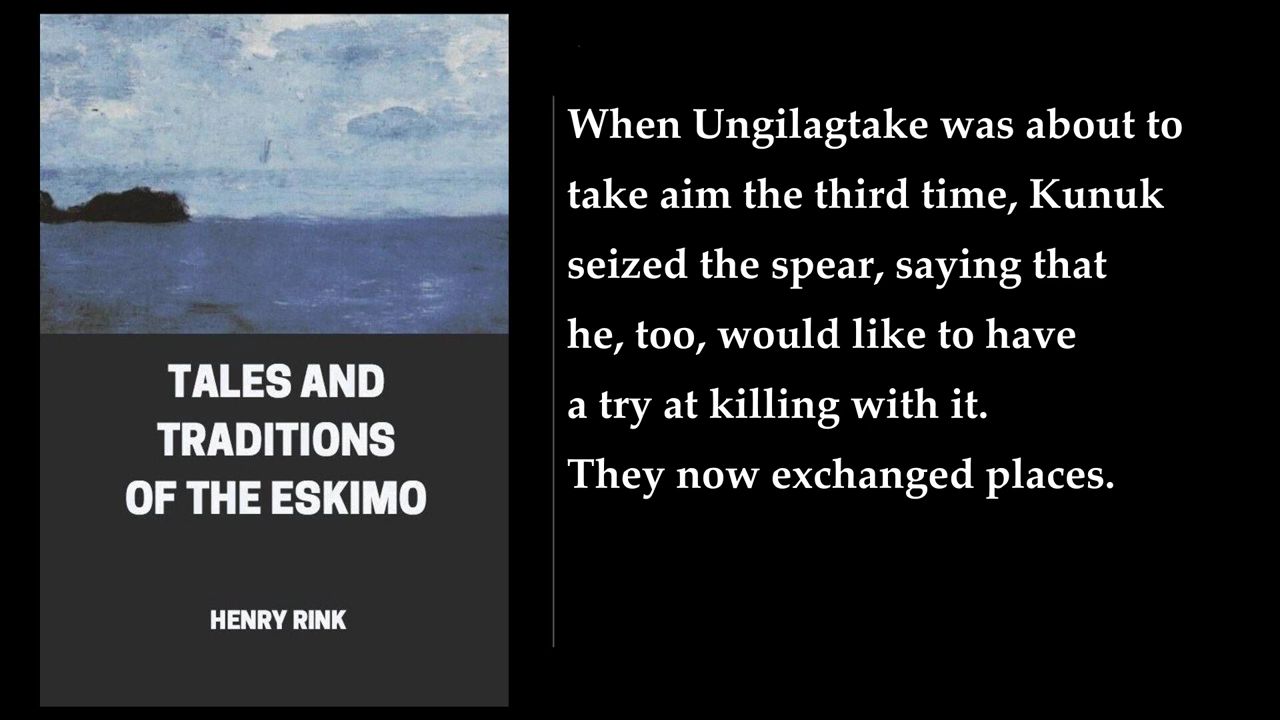 TALES AND
TRADITIONS
OF THE ESKIMO
HENRY RINK
When Ungilagtake was about to
take aim the third time, Kunuk
seized the spear, saying that
he, too, would like to have
a try at killing with it.
They now exchanged places.